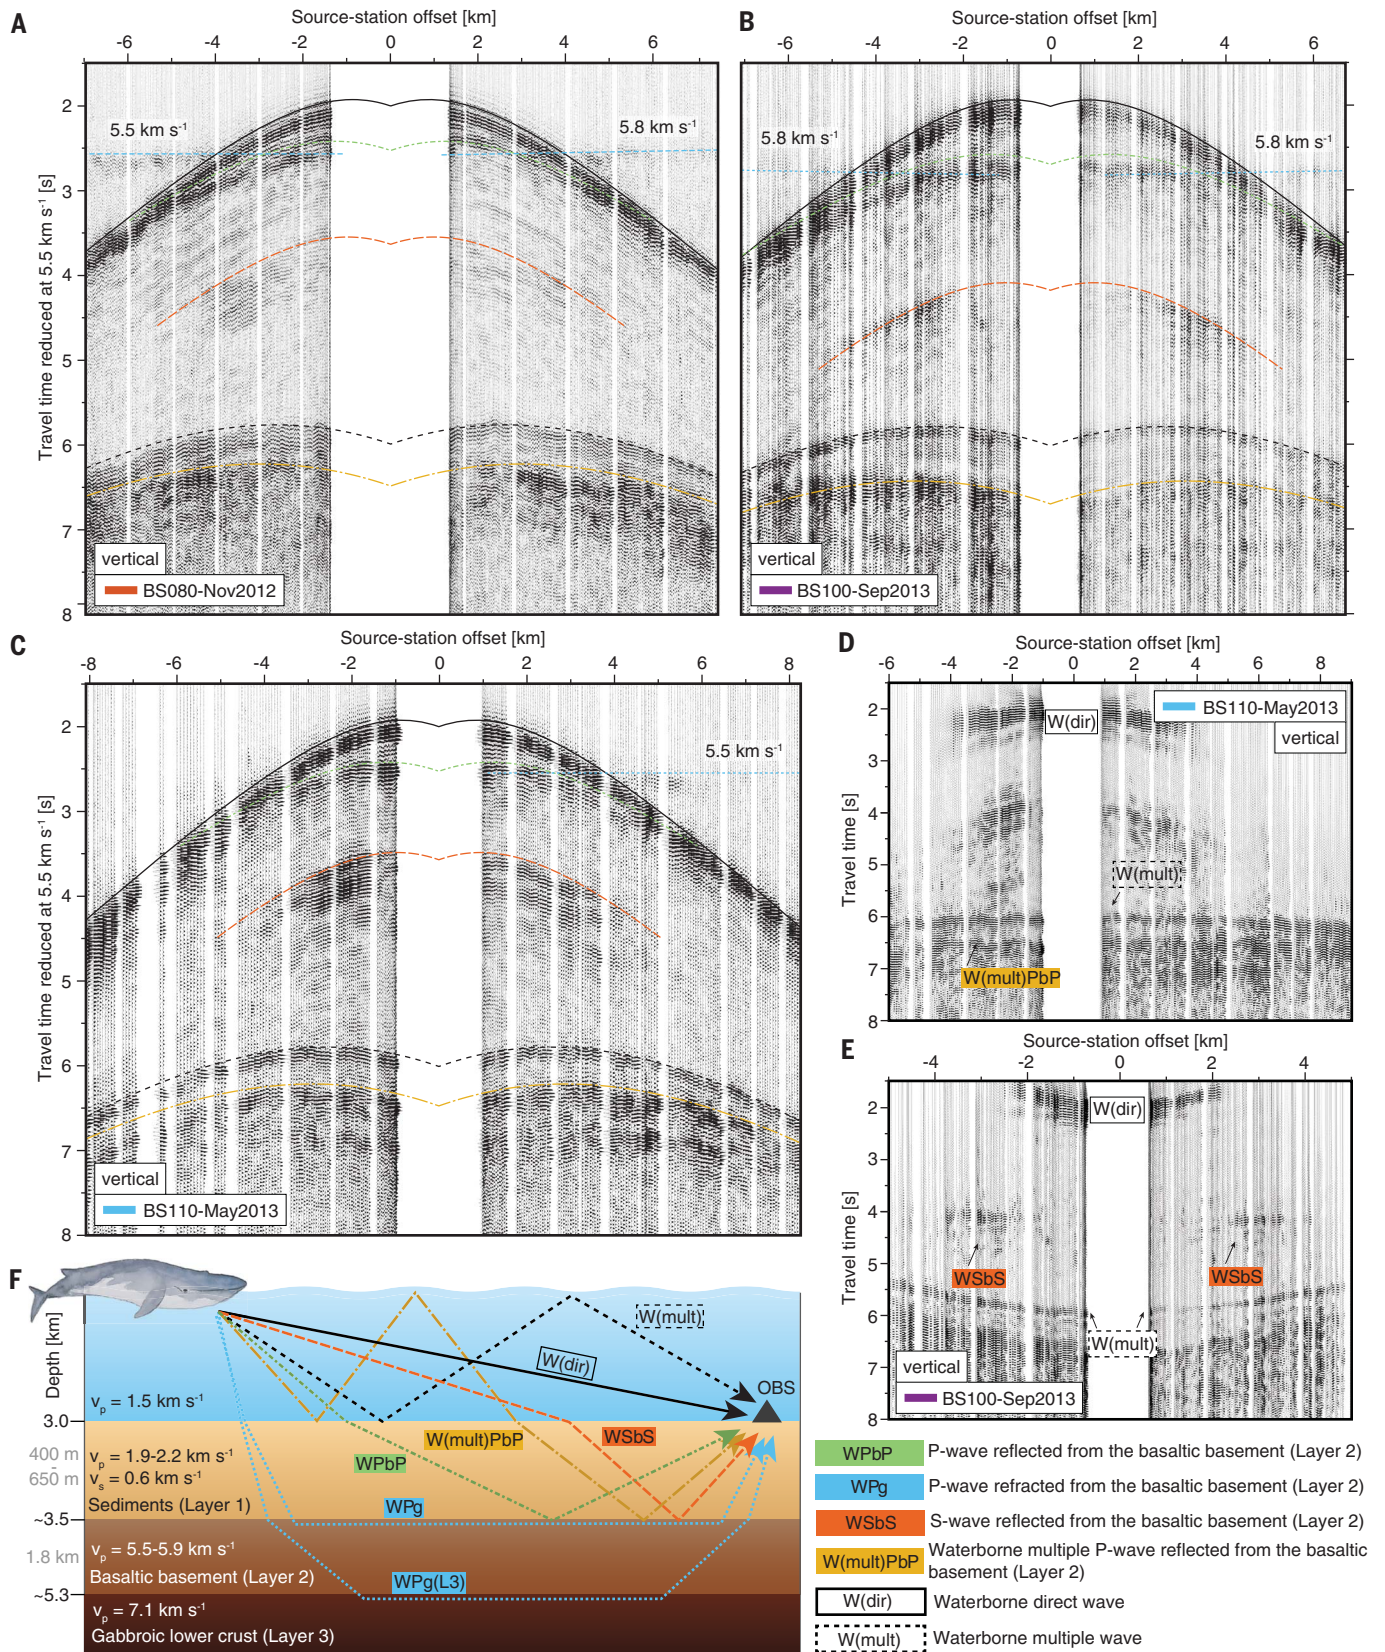 A
Source-station offset [km]
-6 -4 -2 0 2 4 6
Travel time reduced at 5.5 km s-1 [s]
2
3
4
5
6
7
8
5.5 km s-1
5.8 km s-1
vertical
BS080-Nov2012
B
Source-station offset [km]
-6 -4 -2 0 2 4 6
5.8 km s-1
5.8 km s-1
vertical
BS100-Sep2013
C
Source-station offset [km]
-8 -6 -4 -2 0 2 4 6 8
Travel time reduced at 5.5 km s-1 [s]
2
3
4
5
6
7
8
5.5 km s-1
vertical
BS110-May2013
D
Source-station offset [km]
-6 -4 -2 0 2 4 6 8
Travel time [s]
2
3
4
5
6
7
8
W(dir)
BS110-May2013
vertical
W(mult)
W(mult)PbP
E
Source-station offset [km]
-4 -2 0 2 4
Travel time [s]
2
3
4
5
6
7
8
W(dir)
WSbS
WSbS
W(mult)
vertical
BS100-Sep2013
F
Depth [km]
W(mult)
W(dir)
OBS
vp = 1.5 km s-1
3.0
400 m
-
650 m
vp = 1.9-2.2 km s-1
vs = 0.6 km s-1
Sediments (Layer 1)
WPbP
W(mult)PbP
WSbS
WPg
~3.5
1.8 km
vp = 5.5-5.9 km s-1
Basaltic basement (Layer 2)
WPg(L3)
~5.3
vp = 7.1 km s-1
Gabbroic lower crust (Layer 3)
WPbP P-wave reflected from the basaltic basement (Layer 2)
WPg P-wave refracted from the basaltic basement (Layer 2)
WSbS S-wave reflected from the basaltic basement (Layer 2)
W(mult)PbP Waterborne multiple P-wave reflected from the basaltic
basement (Layer 2)
W(dir) Waterborne direct wave
W(mult) Waterborne multiple wave